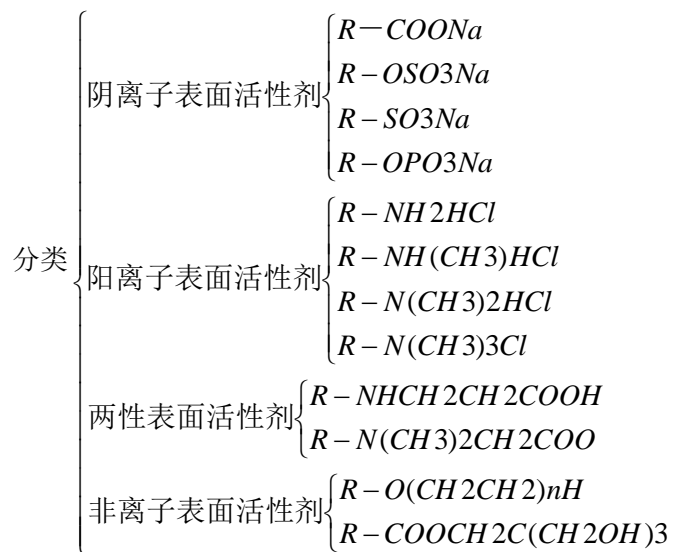 分类
阴离子表面活性剂
R－COONa
R－OSO3Na
R－SO3Na
R－OPO3Na
阳离子表面活性剂
R－NH2HCl
R－NH(CH3)HCl
R－N(CH3)2HCl
R－N(CH3)3Cl
两性表面活性剂
R－NHCH2CH2COOH
R－N(CH3)2CH2COO
非离子表面活性剂
R－O(CH2CH2)nH
R－COOCH2C(CH2OH)3